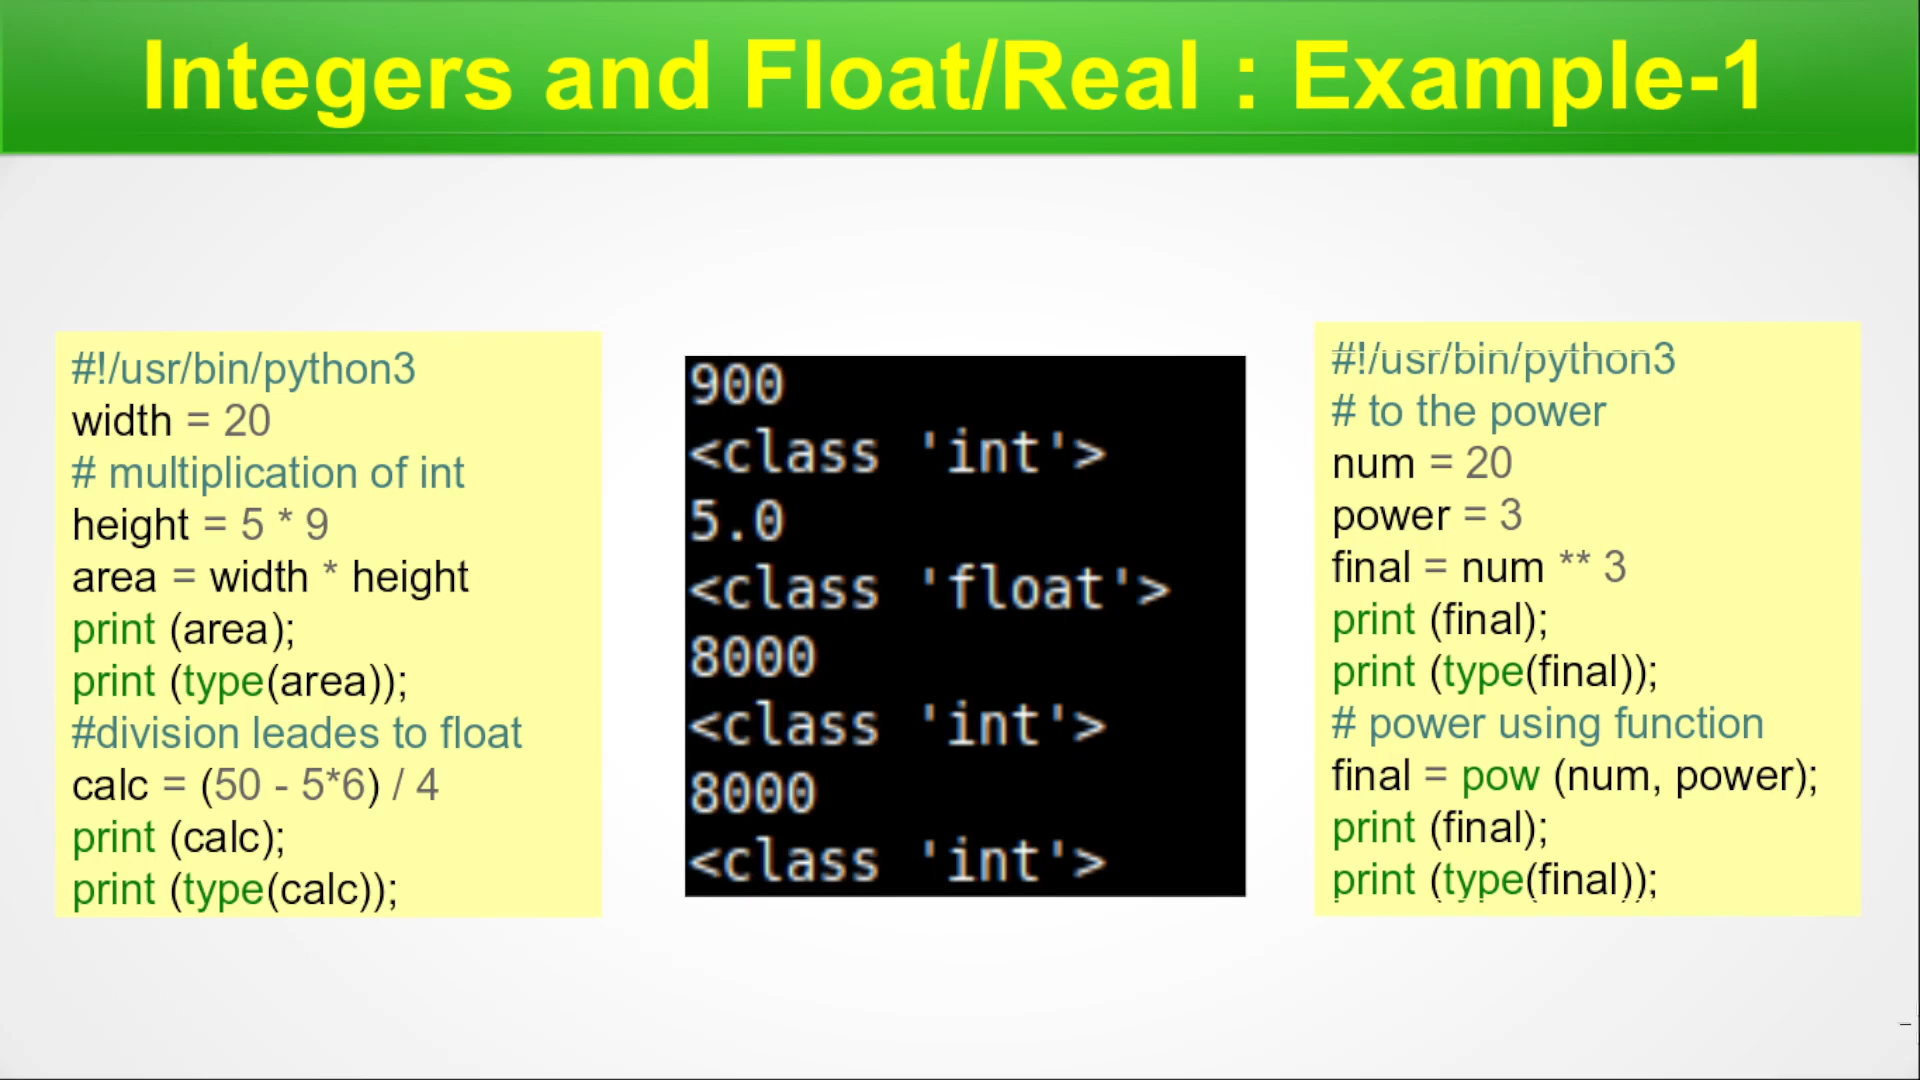 Integers and Float/Real : Example-1
#!/usr/bin/python3
width = 20
# multiplication of int
height = 5 * 9
area = width * height
print (area);
print (type(area));
#division leades to float
calc = (50 - 5*6) / 4
print (calc);
print (type(calc));
900
<class 'int'>
5.0
<class 'float'>
8000
<class 'int'>
8000
<class 'int'>
#!/usr/bin/python3
# to the power
num = 20
power = 3
final = num ** 3
print (final);
print (type(final));
# power using function
final = pow (num, power);
print (final);
print (type(final));